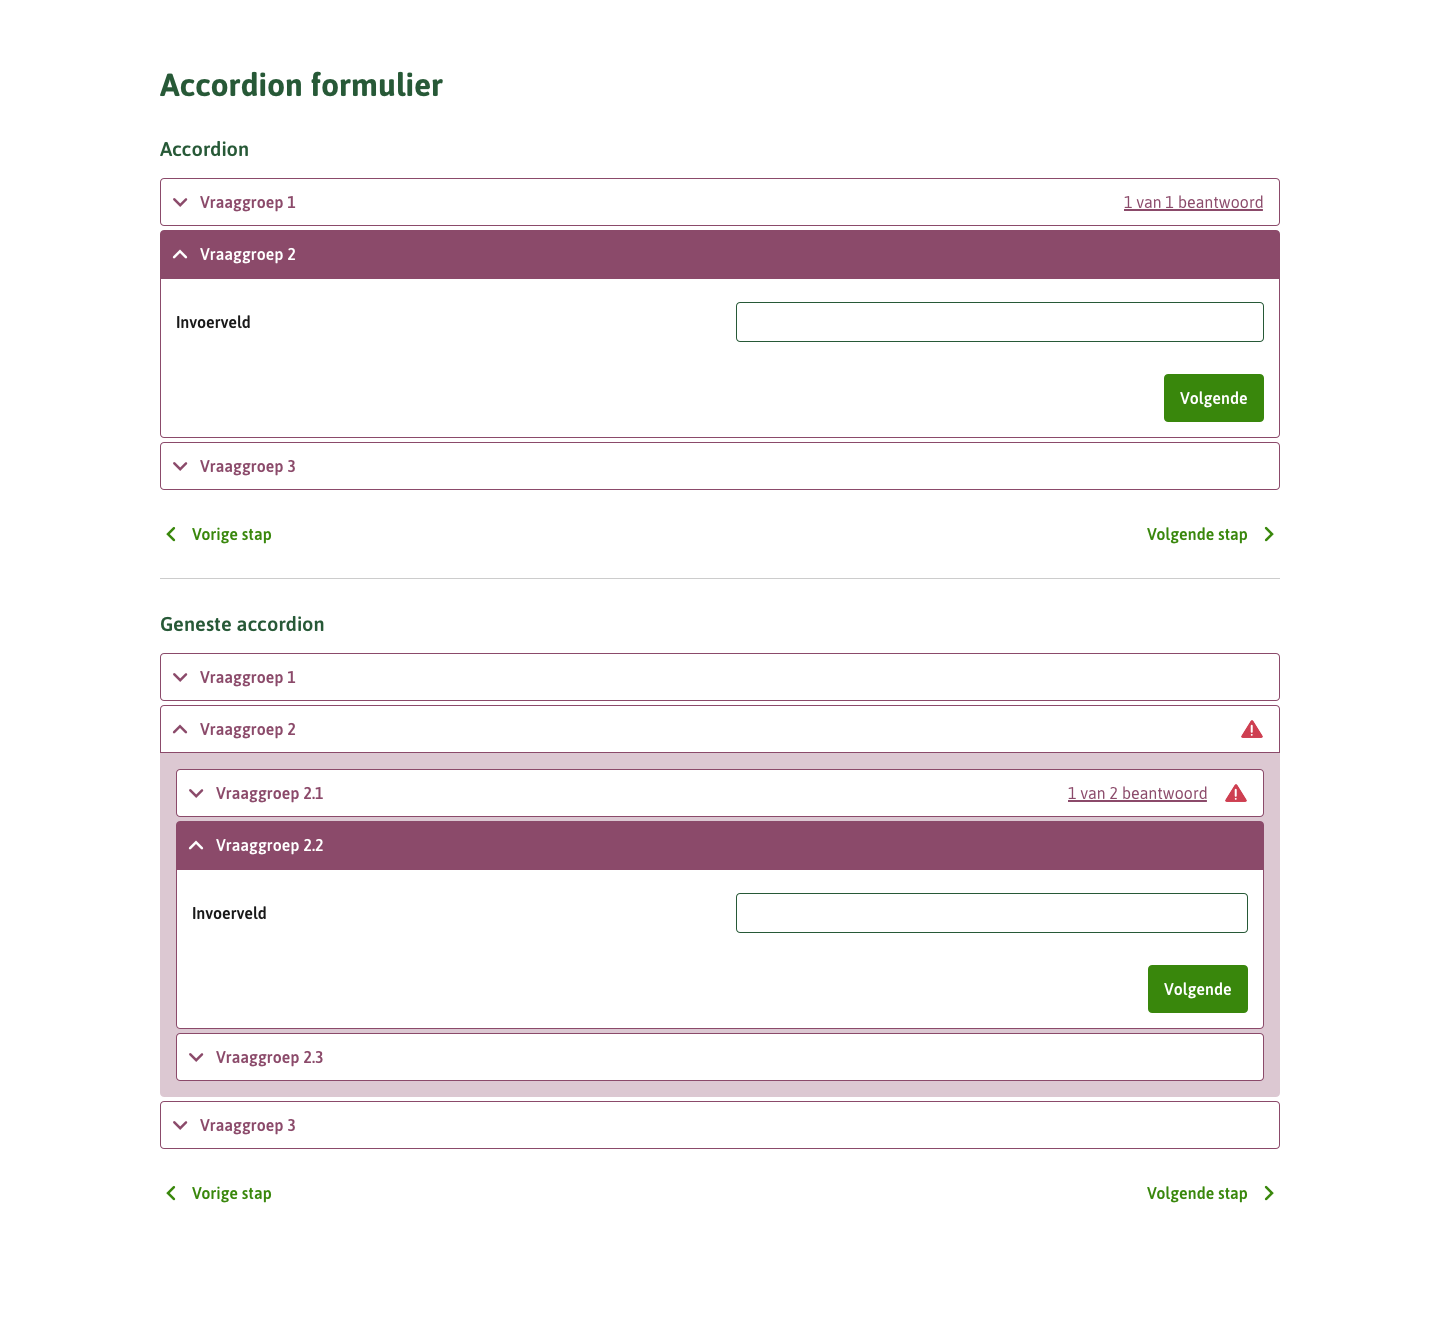 Accordion formulier
Accordion
Vraaggroep 1
1 van 1 beantwoord
Vraaggroep 2
Invoerveld
Volgende
Vraaggroep 3
Vorige stap
Volgende stap
Geneste accordion
Vraaggroep 1
Vraaggroep 2
Vraaggroep 2.1
1 van 2 beantwoord
Vraaggroep 2.2
Invoerveld
Volgende
Vraaggroep 2.3
Vraaggroep 3
Vorige stap
Volgende stap